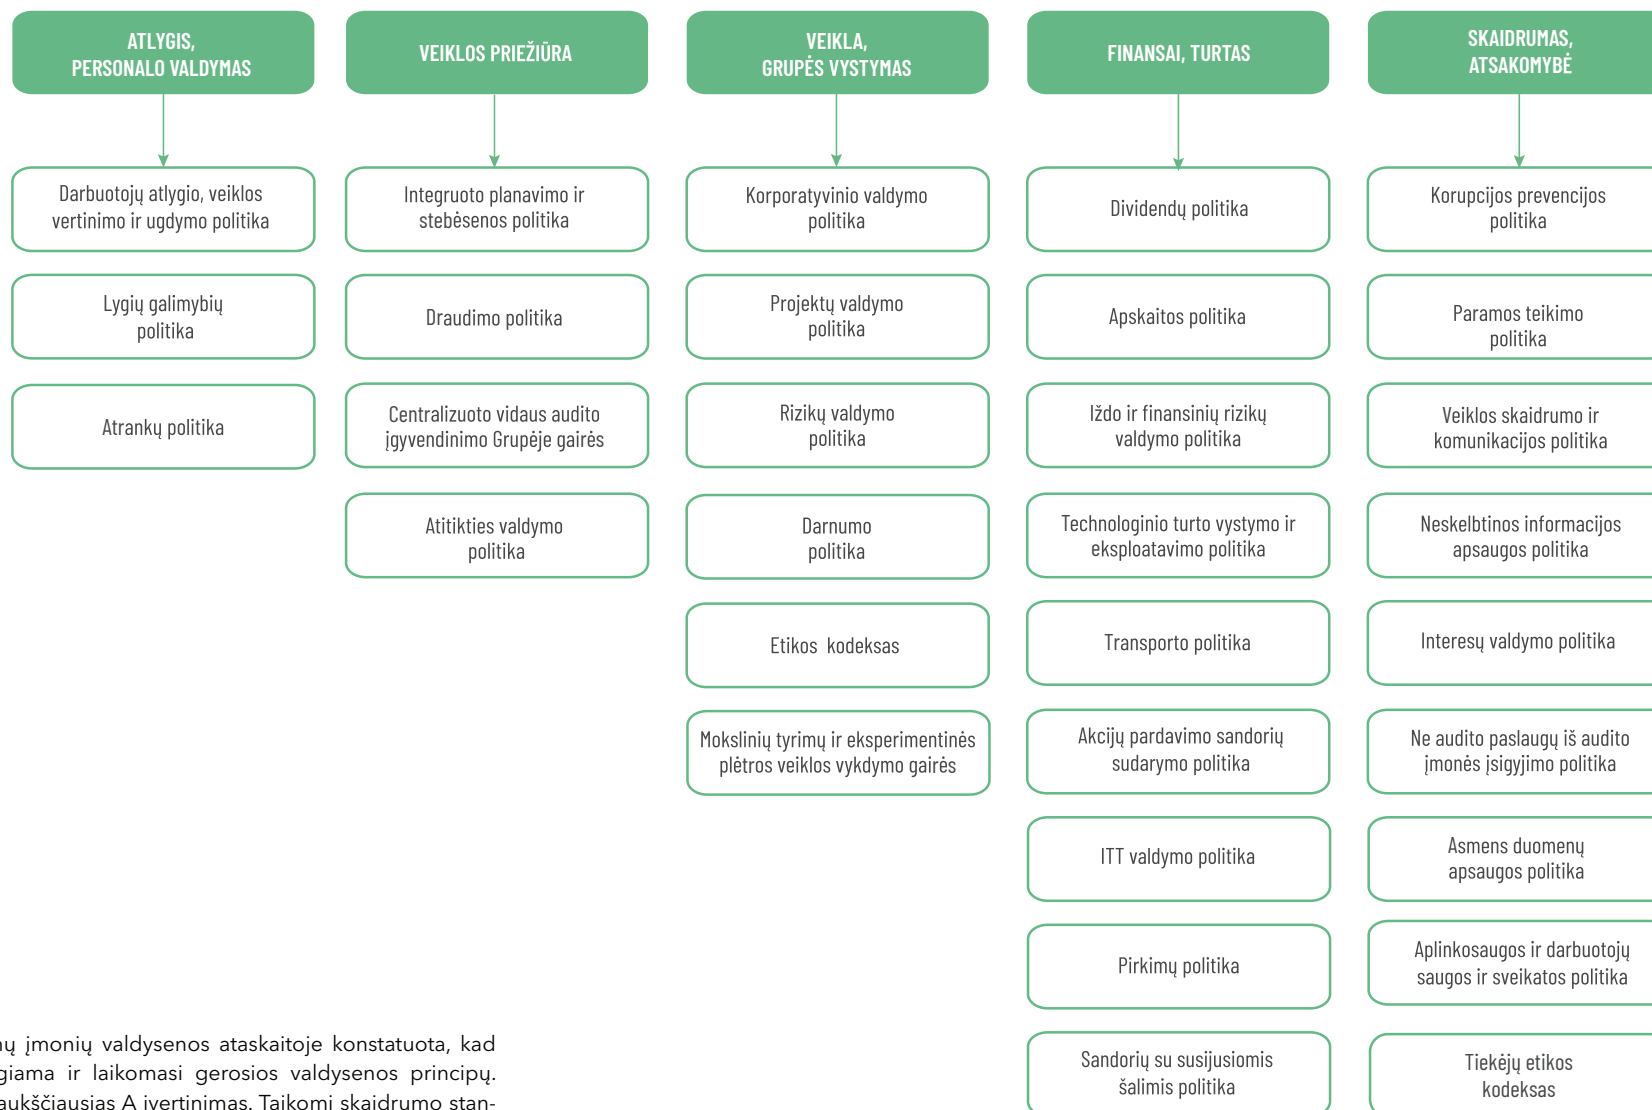 ATLYGIS,
PERSONALO VALDYMAS
Darbuotojų atlygio, veiklos
vertinimo ir ugdymo politika
Lygių galimybių
politika
Atrankų politika
VEIKLOS PRIEŽIŪRA
Integruoto planavimo ir
stebėsenos politika
Draudimo politika
Centralizuoto vidaus audito
įgyvendinimo Grupėje gairės
Atitikties valdymo
politika
VEIKLA,
GRUPĖS VYSTYMAS
Korporatyvinio valdymo
politika
Projektų valdymo
politika
Rizikų valdymo
politika
Darnumo
politika
Etikos kodeksas
Mokslinių tyrimų ir eksperimentinės
plėtros veiklos vykdymo gairės
FINANSAI, TURTAS
Dividendų politika
Apskaitos politika
Iždo ir finansinių rizikų
valdymo politika
Technologinio turto vystymo ir
eksploatavimo politika
Transporto politika
Akcijų pardavimo sandorių
sudarymo politika
ITT valdymo politika
Pirkimų politika
Sandorių su susijusiomis
šalimis politika
SKAIDRUMAS,
ATSAKOMYBĖ
Korupcijos prevencijos
politika
Paramos teikimo
politika
Veiklos skaidrumo ir
komunikacijos politika
Neskelbtinos informacijos
apsaugos politika
Interesų valdymo politika
Ne audito paslaugų iš audito
įmonės įsigyjimo politika
Asmens duomenų
apsaugos politika
Aplinkosaugos ir darbuotojų
saugos ir sveikatos politika
Tiekėjų etikos
kodeksas
įmonių valdysenos ataskaitoje konstatuota, kad
ir laikomasi gerosios valdysenos principų.
aukščiausias A įvertinimas. Taikomi skaidrumo stan-